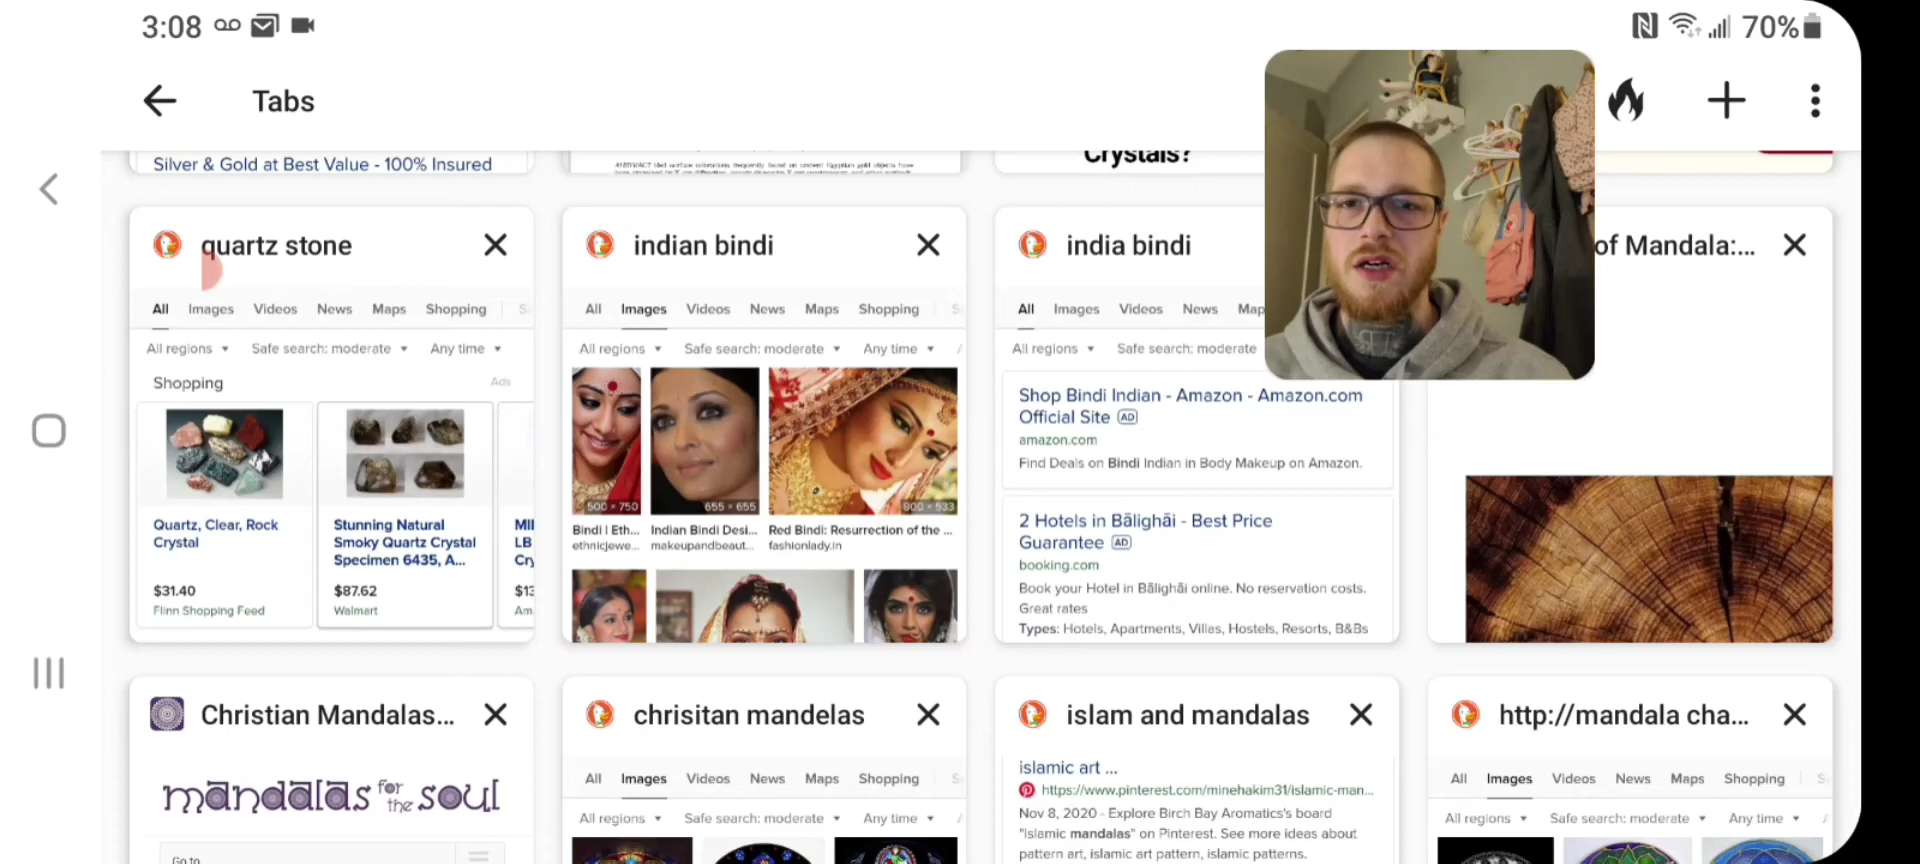 3:08
70%
Tabs
Silver & Gold at Best Value - 100% Insured
Crystals?
quartz stone
All Images Videos News Maps Shopping
All regions Safe search: moderate Any time
Shopping
Ads
Quartz, Clear, Rock
Crystal
$31.40
Flinn Shopping Feed
Stunning Natural
Smoky Quartz Crystal
Specimen 6435, A...
$87.62
Walmart
MII
LB
Cry
$13
Am
indian bindi
All Images Videos News Maps Shopping
All regions Safe search: moderate Any time
500 × 750
655 × 655
800 × 533
Bindi | Eth...
ethnicjewe...
Indian Bindi Desi...
makeupandbeaut...
Red Bindi: Resurrection of the ...
fashionlady.in
india bindi
All Images Videos News Map
All regions Safe search: moderate
Shop Bindi Indian - Amazon - Amazon.com
Official Site AD
amazon.com
Find Deals on Bindi Indian in Body Makeup on Amazon.
2 Hotels in Bālighāi - Best Price
Guarantee AD
booking.com
Book your Hotel in Bālighāi online. No reservation costs.
Great rates
Types: Hotels, Apartments, Villas, Hostels, Resorts, B&Bs
of Mandala:...
Christian Mandalas...
mandalas for the soul
Go to
chrisitan mandelas
All Images Videos News Maps Shopping
All regions Safe search: moderate Any time
islam and mandalas
islamic art ...
https://www.pinterest.com/minehakim31/islamic-man...
Nov 8, 2020 - Explore Birch Bay Aromatics's board
"Islamic mandalas" on Pinterest. See more ideas about
pattern art, islamic art pattern, islamic patterns.
http://mandala cha...
All Images Videos News Maps Shopping
All regions Safe search: moderate Any time